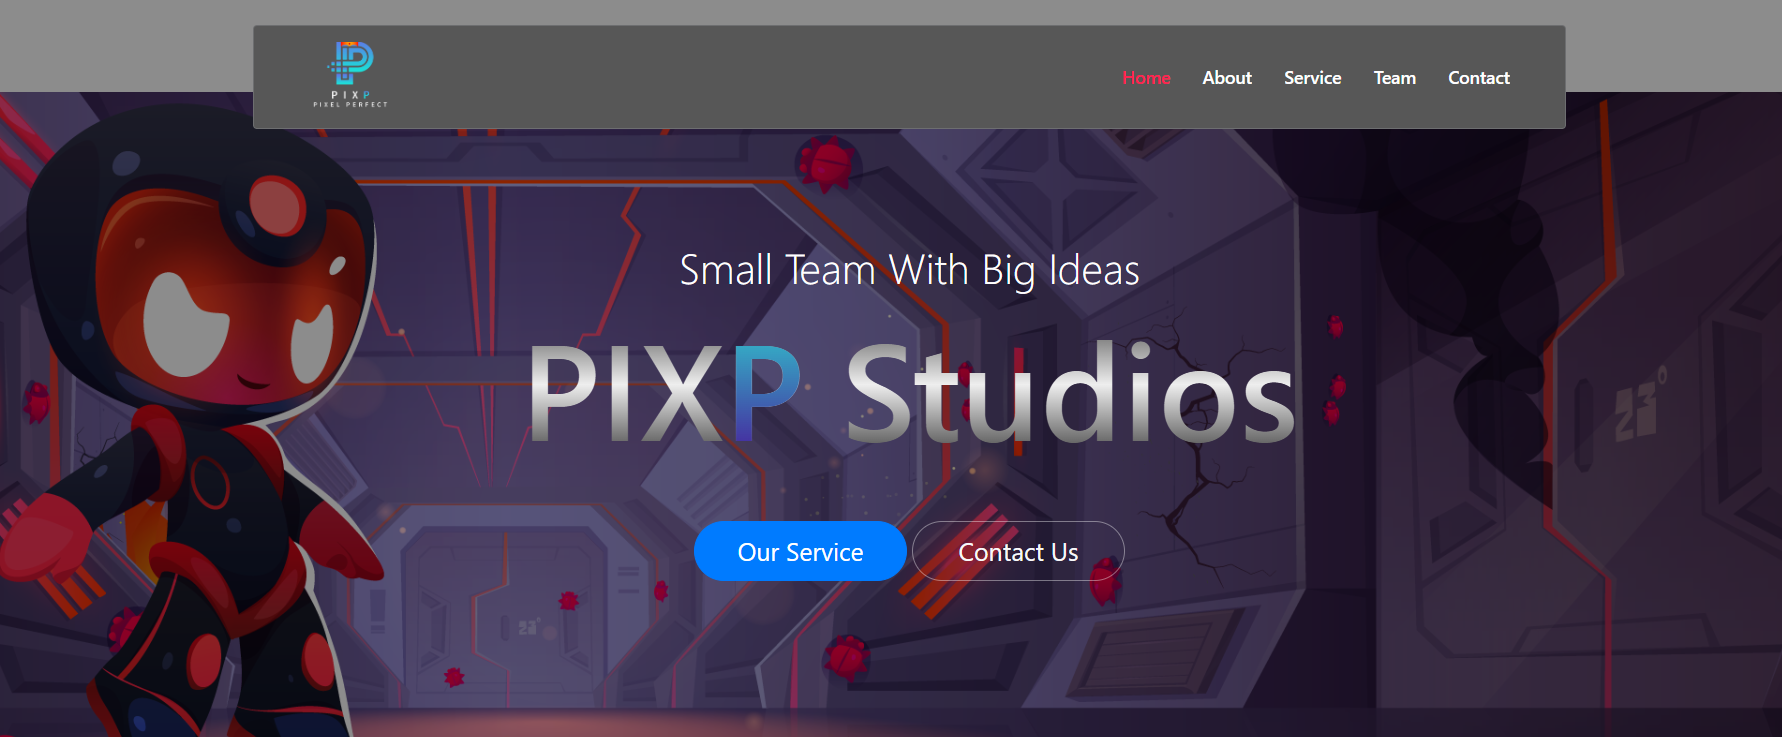 PIXP
PIXEL PERFECT
Home About Service Team Contact
Small Team With Big Ideas
PIXP Studios
Our Service Contact Us
23°
23°